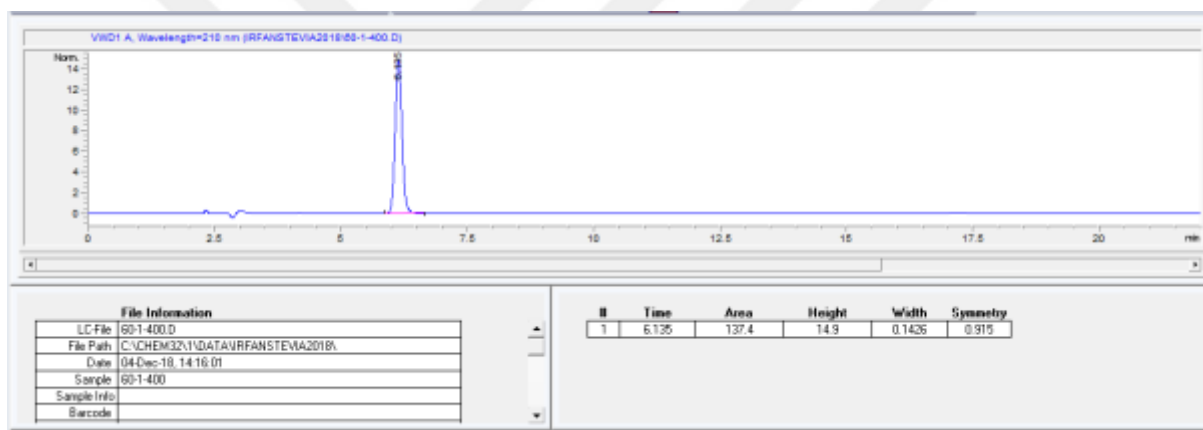 VWD1 A, Wavelength=210 nm (IRFANSTEVIA2018\60-1-400.D)
Norm.
14
12
10
8
6
4
2
0
6.135
0 2.5 5 7.5 10 12.5 15 17.5 20 min
File Information
LC-File 60-1-400.D
File Path C:\CHEM32\1\DATA\IRFANSTEVIA2018\
Date 04-Dec-18, 14:16:01
Sample 60-1-400
Sample Info
Barcode
# Time Area Height Width Symmetry
1 6.135 137.4 14.9 0.1426 0.915